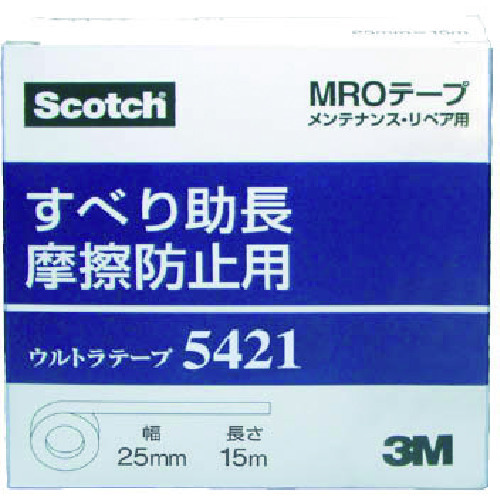 25mm×15m
Scotch
MROテープ
メンテナンス・リペア用
すべり助長
摩擦防止用
ウルトラテープ 5421
幅 長さ
25mm 15m
3M